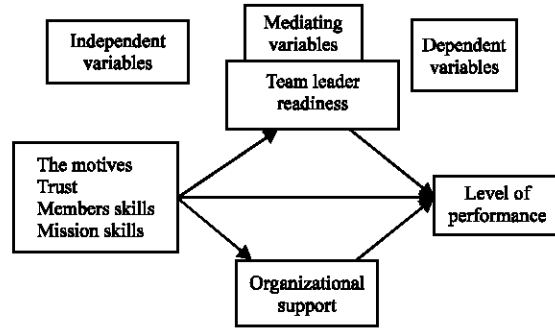 Independent
variables
Mediating
variables
Dependent
variables
Team leader
readiness
The motives
Trust
Members skills
Mission skills
Level of
performance
Organizational
support